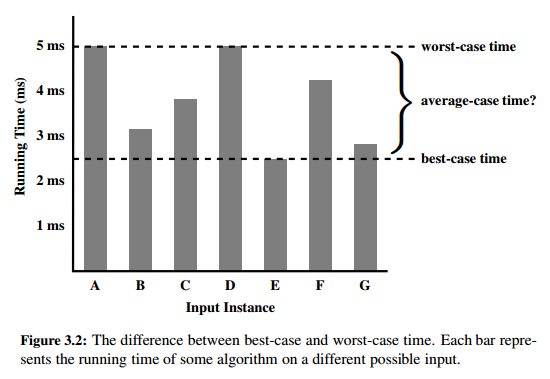 5 ms
4 ms
3 ms
2 ms
1 ms
Running Time (ms)
worst-case time
average-case time?
best-case time
A B C D E F G
Input Instance
Figure 3.2: The difference between best-case and worst-case time. Each bar repre-
sents the running time of some algorithm on a different possible input.